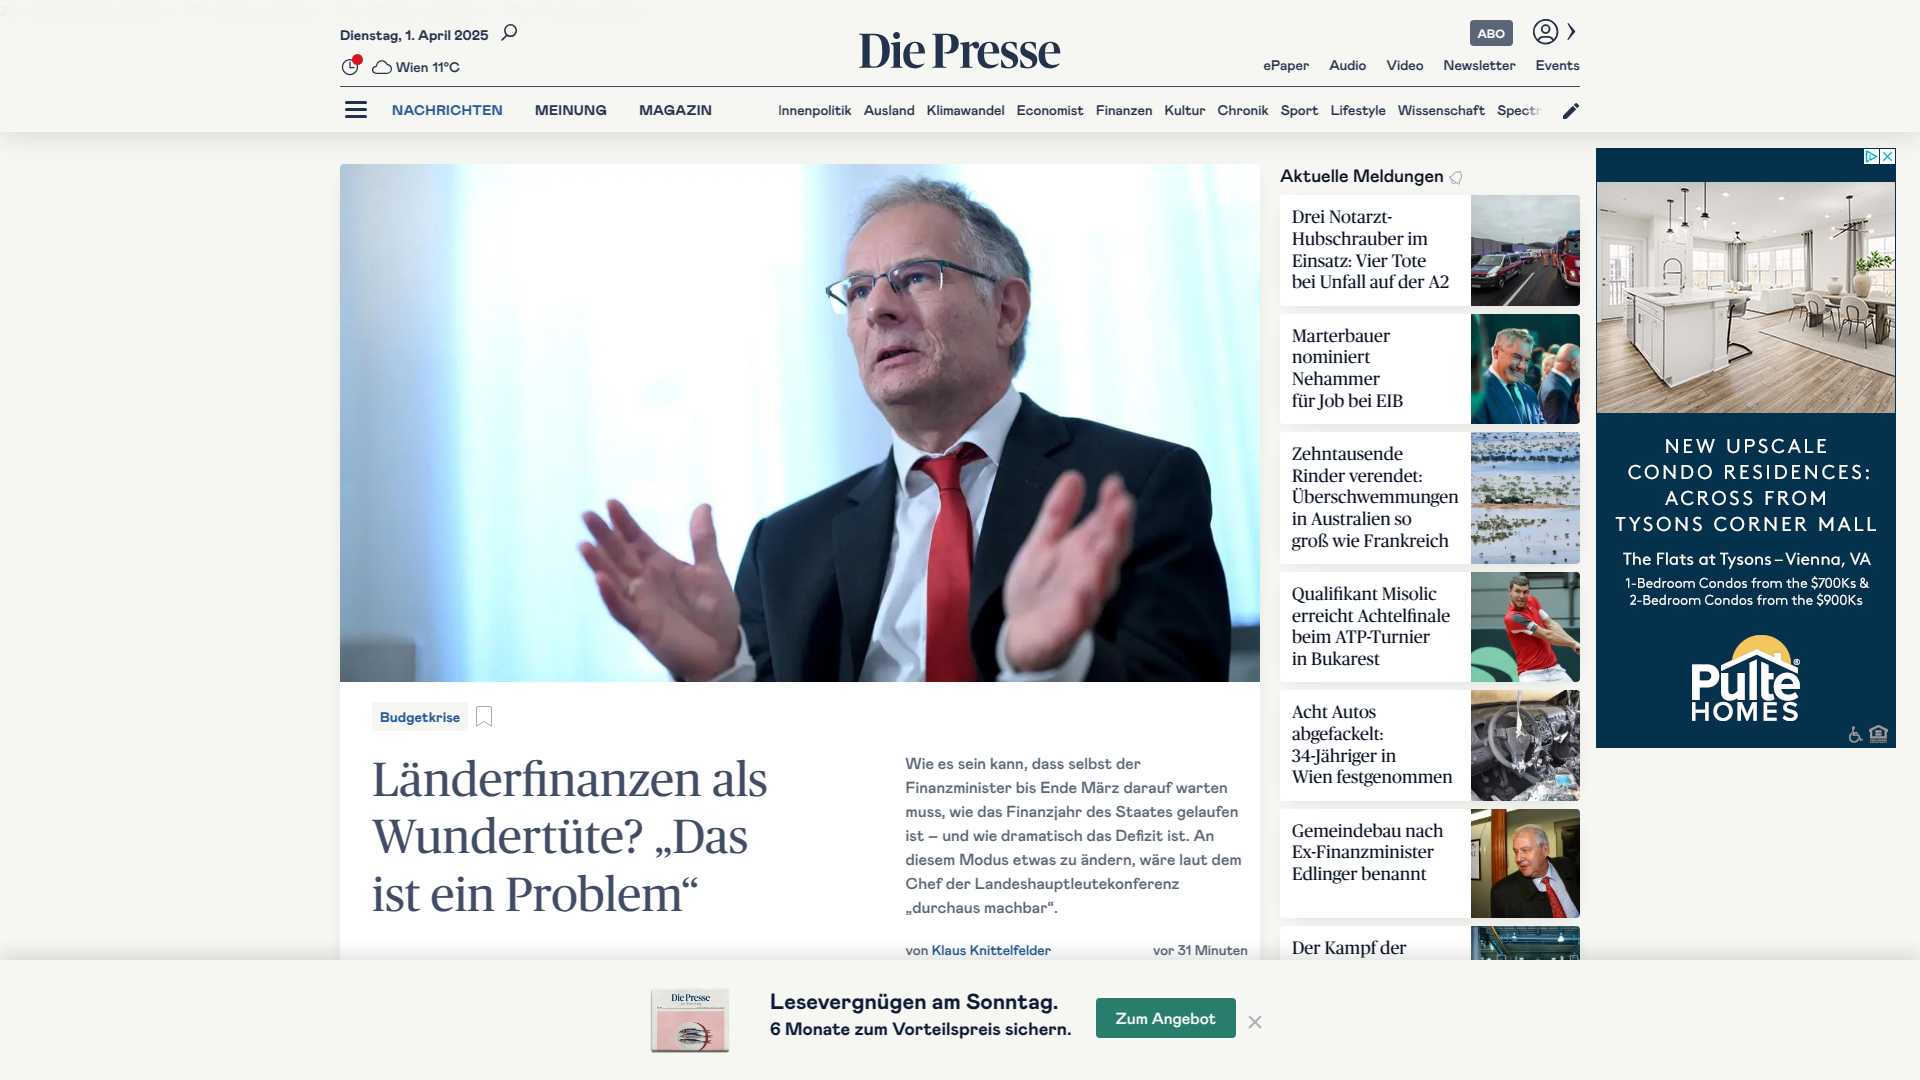 Dienstag, 1. April 2025
Wien 11°C
Die Presse
ABO
ePaper Audio Video Newsletter Events
NACHRICHTEN MEINUNG MAGAZIN
Innenpolitik Ausland Klimawandel Economist Finanzen Kultur Chronik Sport Lifestyle Wissenschaft Spectr
Budgetkrise
Länderfinanzen als
Wundertüte? „Das
ist ein Problem“
Wie es sein kann, dass selbst der
Finanzminister bis Ende März darauf warten
muss, wie das Finanzjahr des Staates gelaufen
ist – und wie dramatisch das Defizit ist. An
diesem Modus etwas zu ändern, wäre laut dem
Chef der Landeshauptleutekonferenz
„durchaus machbar“.
von Klaus Knittelfelder vor 31 Minuten
Aktuelle Meldungen
Drei Notarzt-
Hubschrauber im
Einsatz: Vier Tote
bei Unfall auf der A2
Marterbauer
nominiert
Nehammer
für Job bei EIB
Zehntausende
Rinder verendet:
Überschwemmungen
in Australien so
groß wie Frankreich
Qualifikant Misolic
erreicht Achtelfinale
beim ATP-Turnier
in Bukarest
Acht Autos
abgefackelt:
34-Jähriger in
Wien festgenommen
Gemeindebau nach
Ex-Finanzminister
Edlinger benannt
Der Kampf der
NEW UPSCALE
CONDO RESIDENCES:
ACROSS FROM
TYSONS CORNER MALL
The Flats at Tysons – Vienna, VA
1-Bedroom Condos from the $700Ks &
2-Bedroom Condos from the $900Ks
Pulte®
HOMES
Die Presse
Lesevergnügen am Sonntag.
6 Monate zum Vorteilspreis sichern.
Zum Angebot